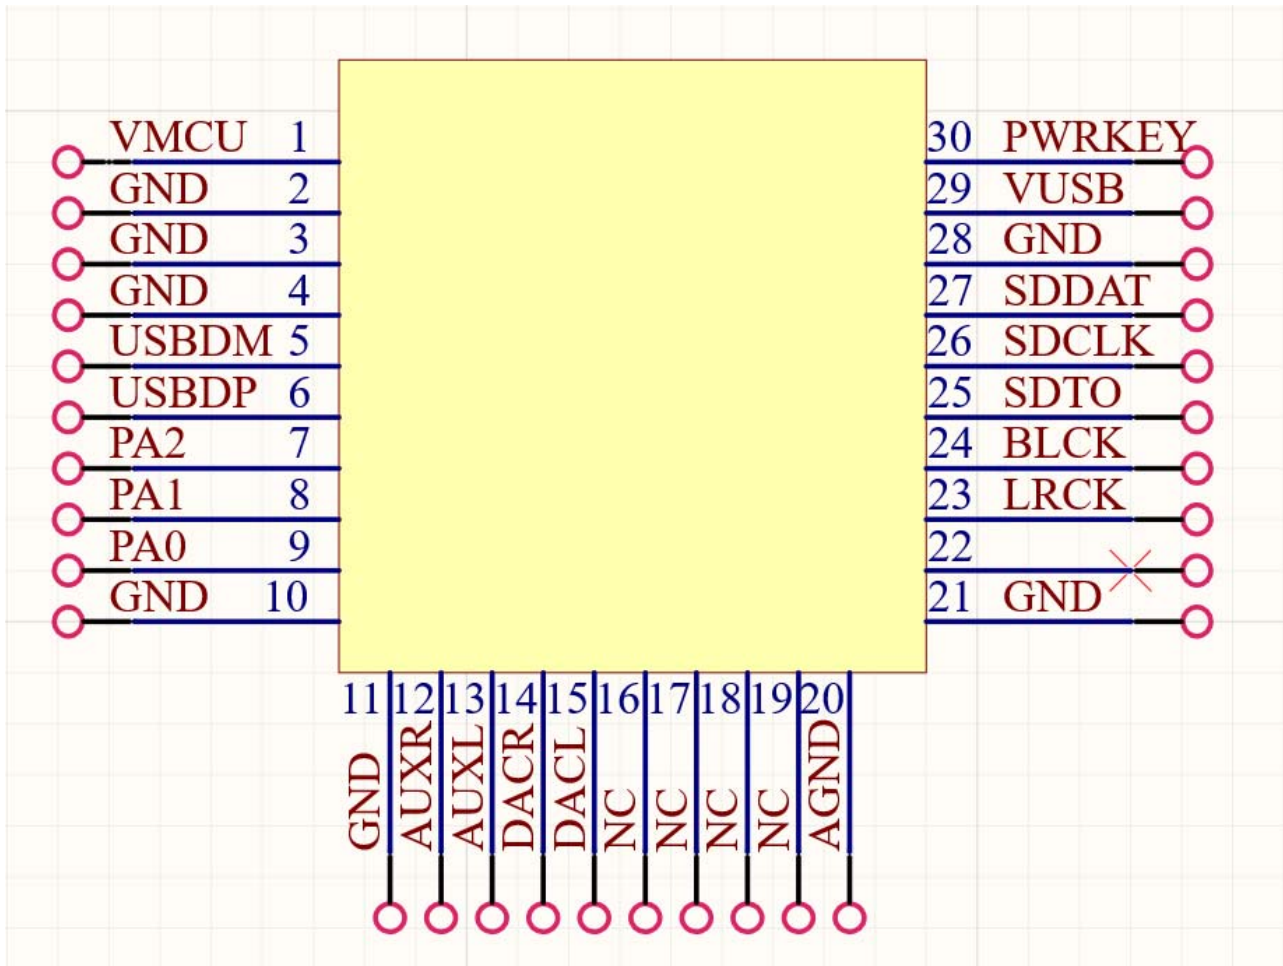 VMCU 1 30 PWRKEY
GND 2 29 VUSB
GND 3 28 GND
GND 4 27 SDDAT
USBDM 5 26 SDCLK
USBDP 6 25 SDTO
PA2 7 24 BLCK
PA1 8 23 LRCK
PA0 9 22
GND 10 21 GND
11 12 13 14 15 16 17 18 19 20
GND AUXR AUXL DACR DACL NC NC NC NC AGND